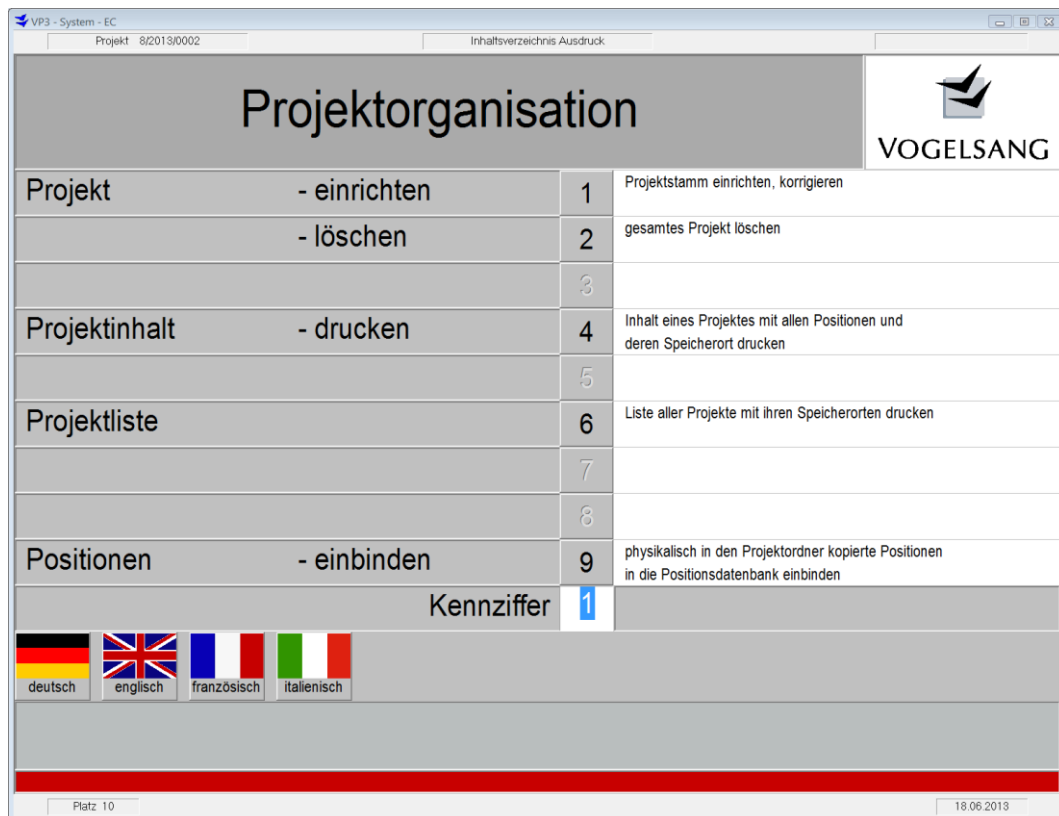 VP3 - System - EC
Projekt 8/2013/0002 Inhaltsverzeichnis Ausdruck
Projektorganisation
VOGELSANG
Projekt - einrichten 1 Projektstamm einrichten, korrigieren
- löschen 2 gesamtes Projekt löschen
3
Projektinhalt - drucken 4 Inhalt eines Projektes mit allen Positionen und
deren Speicherort drucken
5
Projektliste 6 Liste aller Projekte mit ihren Speicherorten drucken
7
8
Positionen - einbinden 9 physikalisch in den Projektordner kopierte Positionen
in die Positionsdatenbank einbinden
Kennziffer 1
deutsch englisch französisch italienisch
Platz 10 18.06.2013